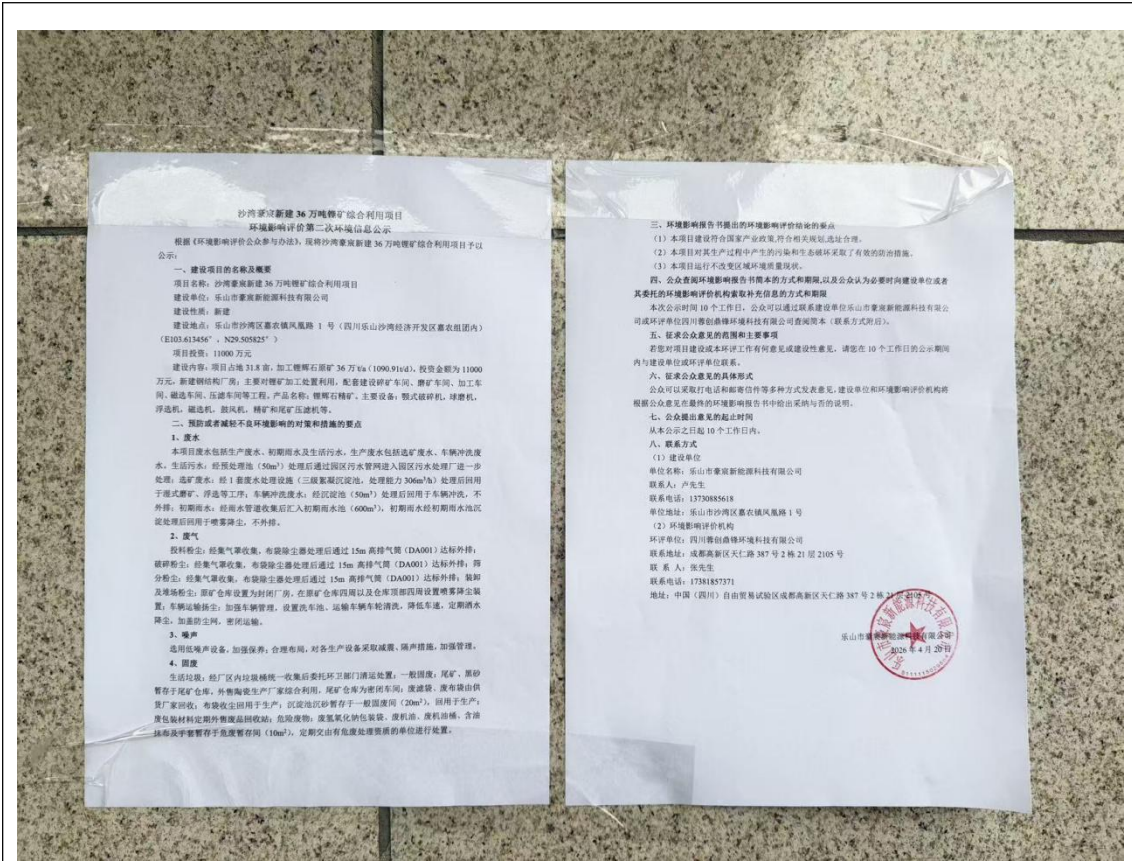 沙湾豪宸新建 36 万吨锂矿综合利用项目
环境影响评价第二次环境信息公示
根据《环境影响评价公众参与办法》，现将沙湾豪宸新建 36 万吨锂矿综合利用项目予以
公示：
一、建设项目的名称及概要
项目名称：沙湾豪宸新建 36 万吨锂矿综合利用项目
建设单位：乐山市豪宸新能源科技有限公司
建设性质：新建
建设地点：乐山市沙湾区嘉农镇凤凰路 1 号（四川乐山沙湾经济开发区嘉农组团内）
（E103.613456°，N29.505825°）
项目投资：11000 万元
建设内容：项目占地 31.8 亩，加工锂辉石原矿 36 万 t/a（1090.91t/d），投资金额为 11000
万元，新建钢结构厂房；主要对锂矿加工处置利用，配套建设碎矿车间、磨矿车间、加工车
间、磁选车间、压滤车间等工程。产品名称：锂辉石精矿。主要设备：颚式破碎机，球磨机，
浮选机，磁选机，鼓风机，精矿和尾矿压滤机等。
二、预防或者减轻不良环境影响的对策和措施的要点
1、废水
本项目废水包括生产废水、初期雨水及生活污水，生产废水包括选矿废水、车辆冲洗废
水。生活污水：经预处理池（50m³）处理后通过园区污水管网进入园区污水处理厂进一步
处理；选矿废水：经 1 套废水处理设施（三级絮凝沉淀池，处理能力 306m³/h）处理后回用
于湿式磨矿、浮选等工序；车辆冲洗废水：经沉淀池（50m³）处理后回用于车辆冲洗，不
外排；初期雨水：经雨水管道收集后汇入初期雨水池（600m³），初期雨水经初期雨水池沉
淀处理后回用于喷雾降尘，不外排。
2、废气
投料粉尘：经集气罩收集，布袋除尘器处理后通过 15m 高排气筒（DA001）达标外排；
破碎粉尘：经集气罩收集，布袋除尘器处理后通过 15m 高排气筒（DA001）达标外排；筛
分粉尘：经集气罩收集，布袋除尘器处理后通过 15m 高排气筒（DA001）达标外排；装卸
及堆场粉尘：原矿仓库设置为封闭厂房，在原矿仓库四周以及仓库顶部四周设置喷雾降尘装
置；车辆运输扬尘：加强车辆管理，设置洗车池、运输车辆车轮清洗，降低车速，定期洒水
降尘，加盖防尘网，密闭运输。
3、噪声
选用低噪声设备，加强保养；合理布局，对各生产设备采取减震、隔声措施，加强管理。
4、固废
生活垃圾：经厂区内垃圾桶统一收集后委托环卫部门清运处置；一般固废：尾矿、黑砂
暂存于尾矿仓库，外售陶瓷生产厂家综合利用，尾矿仓库为密闭车间；废滤袋、废布袋由供
货厂家回收；布袋收尘回用于生产；沉淀池沉砂暂存于一般固废间（20m²），回用于生产；
废包装材料定期外售废品回收站；危险废物：废氢氧化钠包装袋、废机油、废机油桶、含油
抹布及手套暂存于危废暂存间（10m²），定期交由有危废处理资质的单位进行处置。
三、环境影响报告书提出的环境影响评价结论的要点
（1）本项目建设符合国家产业政策,符合相关规划,选址合理。
（2）本项目对其生产过程中产生的污染和生态破坏采取了有效的防治措施。
（3）本项目运行不改变区域环境质量现状。
四、公众查阅环境影响报告书简本的方式和期限,以及公众认为必要时向建设单位或者
其委托的环境影响评价机构索取补充信息的方式和期限
本次公示时间 10 个工作日，公众可以通过联系建设单位乐山市豪宸新能源科技有限公
司或环评单位四川蓉创鼎锋环境科技有限公司查阅简本（联系方式附后）。
五、征求公众意见的范围和主要事项
若您对项目建设或本环评工作有何意见或建设性意见，请您在 10 个工作日的公示期间
内与建设单位或环评单位联系。
六、征求公众意见的具体形式
公众可以采取打电话和邮寄信件等多种方式发表意见，建设单位和环境影响评价机构将
根据公众意见在最终的环境影响报告书中给出采纳与否的说明。
七、公众提出意见的起止时间
从本公示之日起 10 个工作日内。
八、联系方式
（1）建设单位
单位名称：乐山市豪宸新能源科技有限公司
联系人：卢先生
联系电话：13730885618
单位地址：乐山市沙湾区嘉农镇凤凰路 1 号
（2）环境影响评价机构
环评单位：四川蓉创鼎锋环境科技有限公司
联系地址：成都高新区天仁路 387 号 2 栋 21 层 2105 号
联 系 人：张先生
联系电话：17381857371
地址：中国（四川）自由贸易试验区成都高新区天仁路 387 号 2 栋 21 层 2105 号
乐山市豪宸新能源科技有限公司
2026 年 4 月 20 日